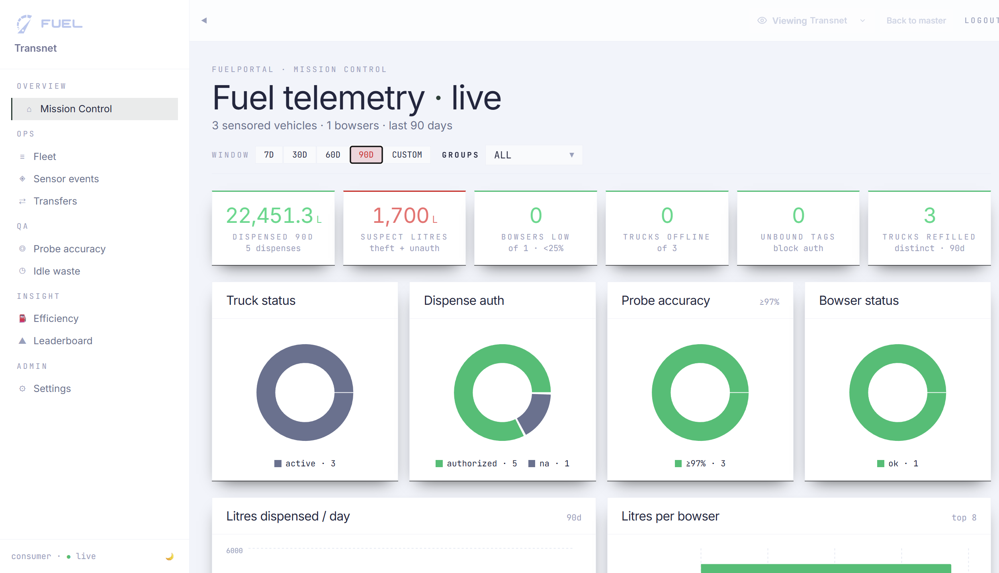 FUEL
Transnet
OVERVIEW
Mission Control
OPS
Fleet
Sensor events
Transfers
QA
Probe accuracy
Idle waste
INSIGHT
Efficiency
Leaderboard
ADMIN
Settings
consumer · ● live
Viewing Transnet
Back to master
LOGOUT
FUELPORTAL · MISSION CONTROL
Fuel telemetry · live
3 sensored vehicles · 1 bowsers · last 90 days
WINDOW 7D 30D 60D 90D CUSTOM GROUPS ALL
22,451.3 L
DISPENSED 90D
5 dispenses
1,700 L
SUSPECT LITRES
theft + unauth
0
BOWSERS LOW
of 1 · <25%
0
TRUCKS OFFLINE
of 3
0
UNBOUND TAGS
block auth
3
TRUCKS REFILLED
distinct · 90d
Truck status
active · 3
Dispense auth
authorized · 5 na · 1
Probe accuracy ≥97%
≥97% · 3
Bowser status
ok · 1
Litres dispensed / day 90d
6000
Litres per bowser top 8